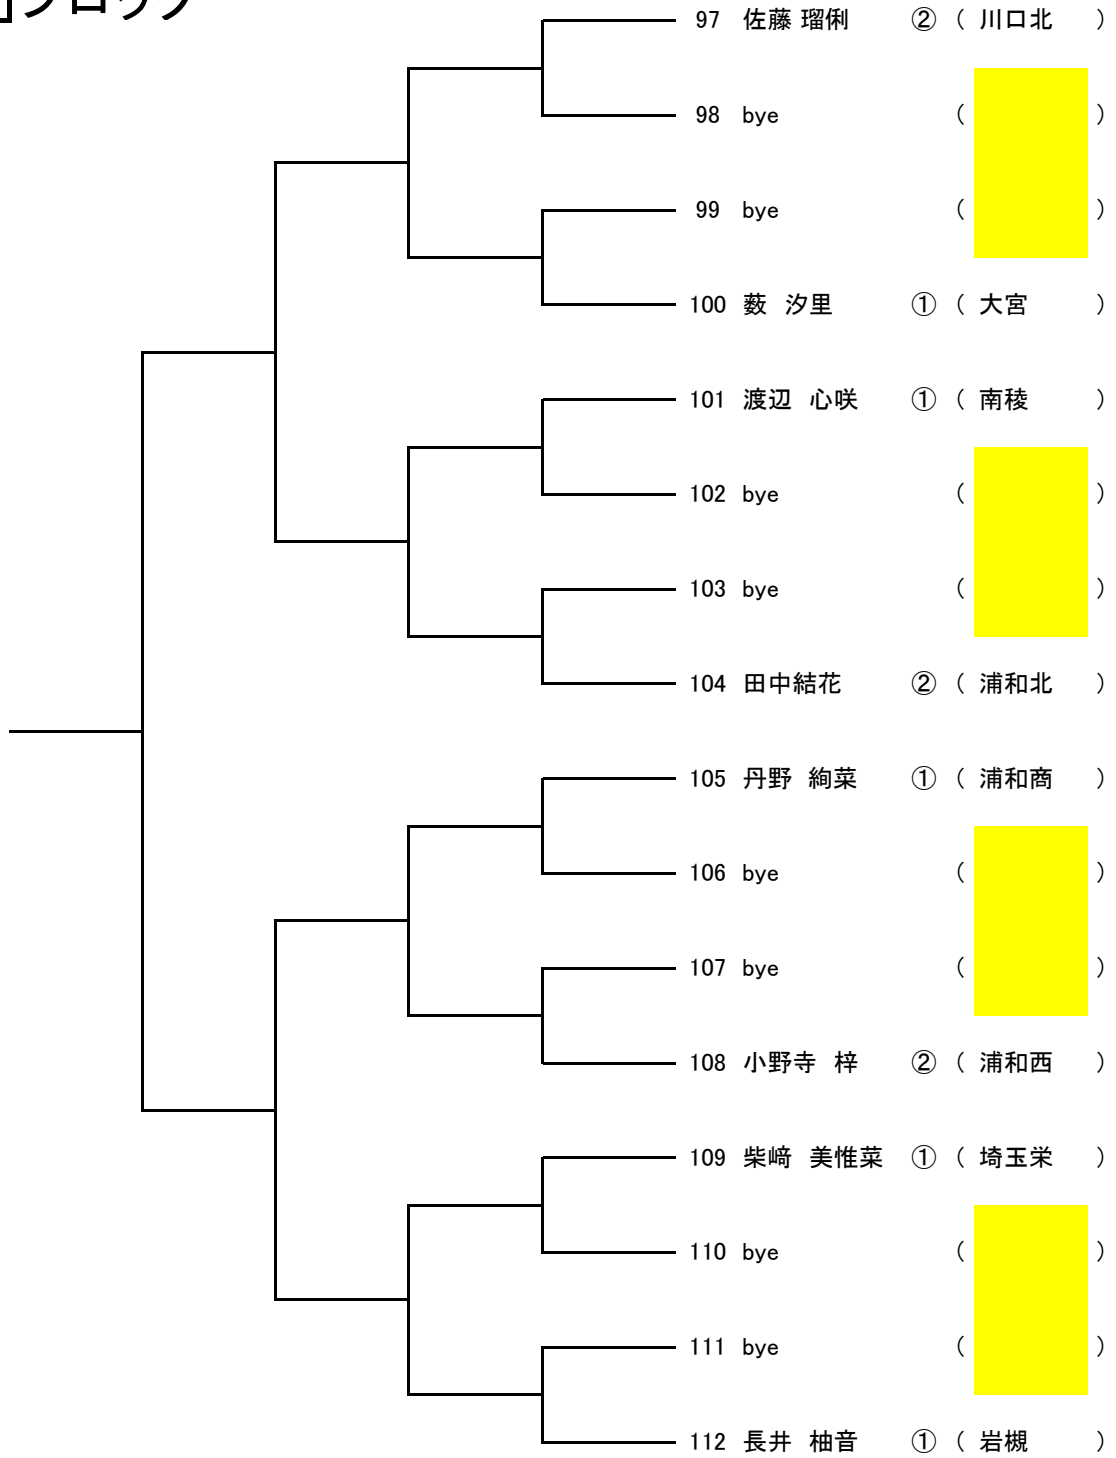 ブロック
97 佐藤 瑠俐 ② ( 川口北 )
98 bye ( )
99 bye ( )
100 薮 汐里 ① ( 大宮 )
101 渡辺 心咲 ① ( 南稜 )
102 bye ( )
103 bye ( )
104 田中結花 ② ( 浦和北 )
105 丹野 絢菜 ① ( 浦和商 )
106 bye ( )
107 bye ( )
108 小野寺 梓 ② ( 浦和西 )
109 柴﨑 美惟菜 ① ( 埼玉栄 )
110 bye ( )
111 bye ( )
112 長井 柚音 ① ( 岩槻 )